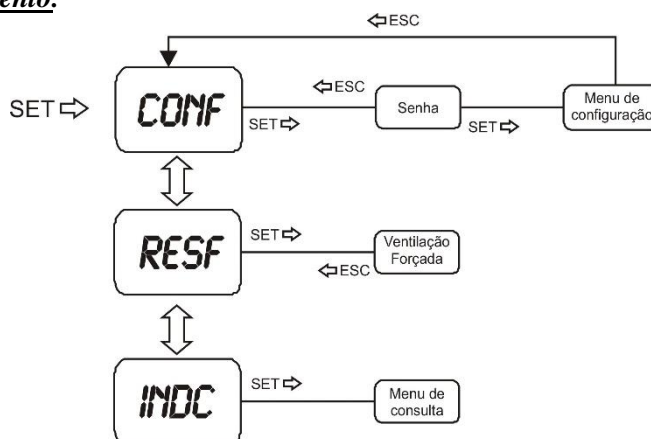 ento:
ESC
SET
CONF
ESC
SET
Senha
SET
Menu de
configuração
RESF
SET
ESC
Ventilação
Forçada
INDC
SET
Menu de
consulta